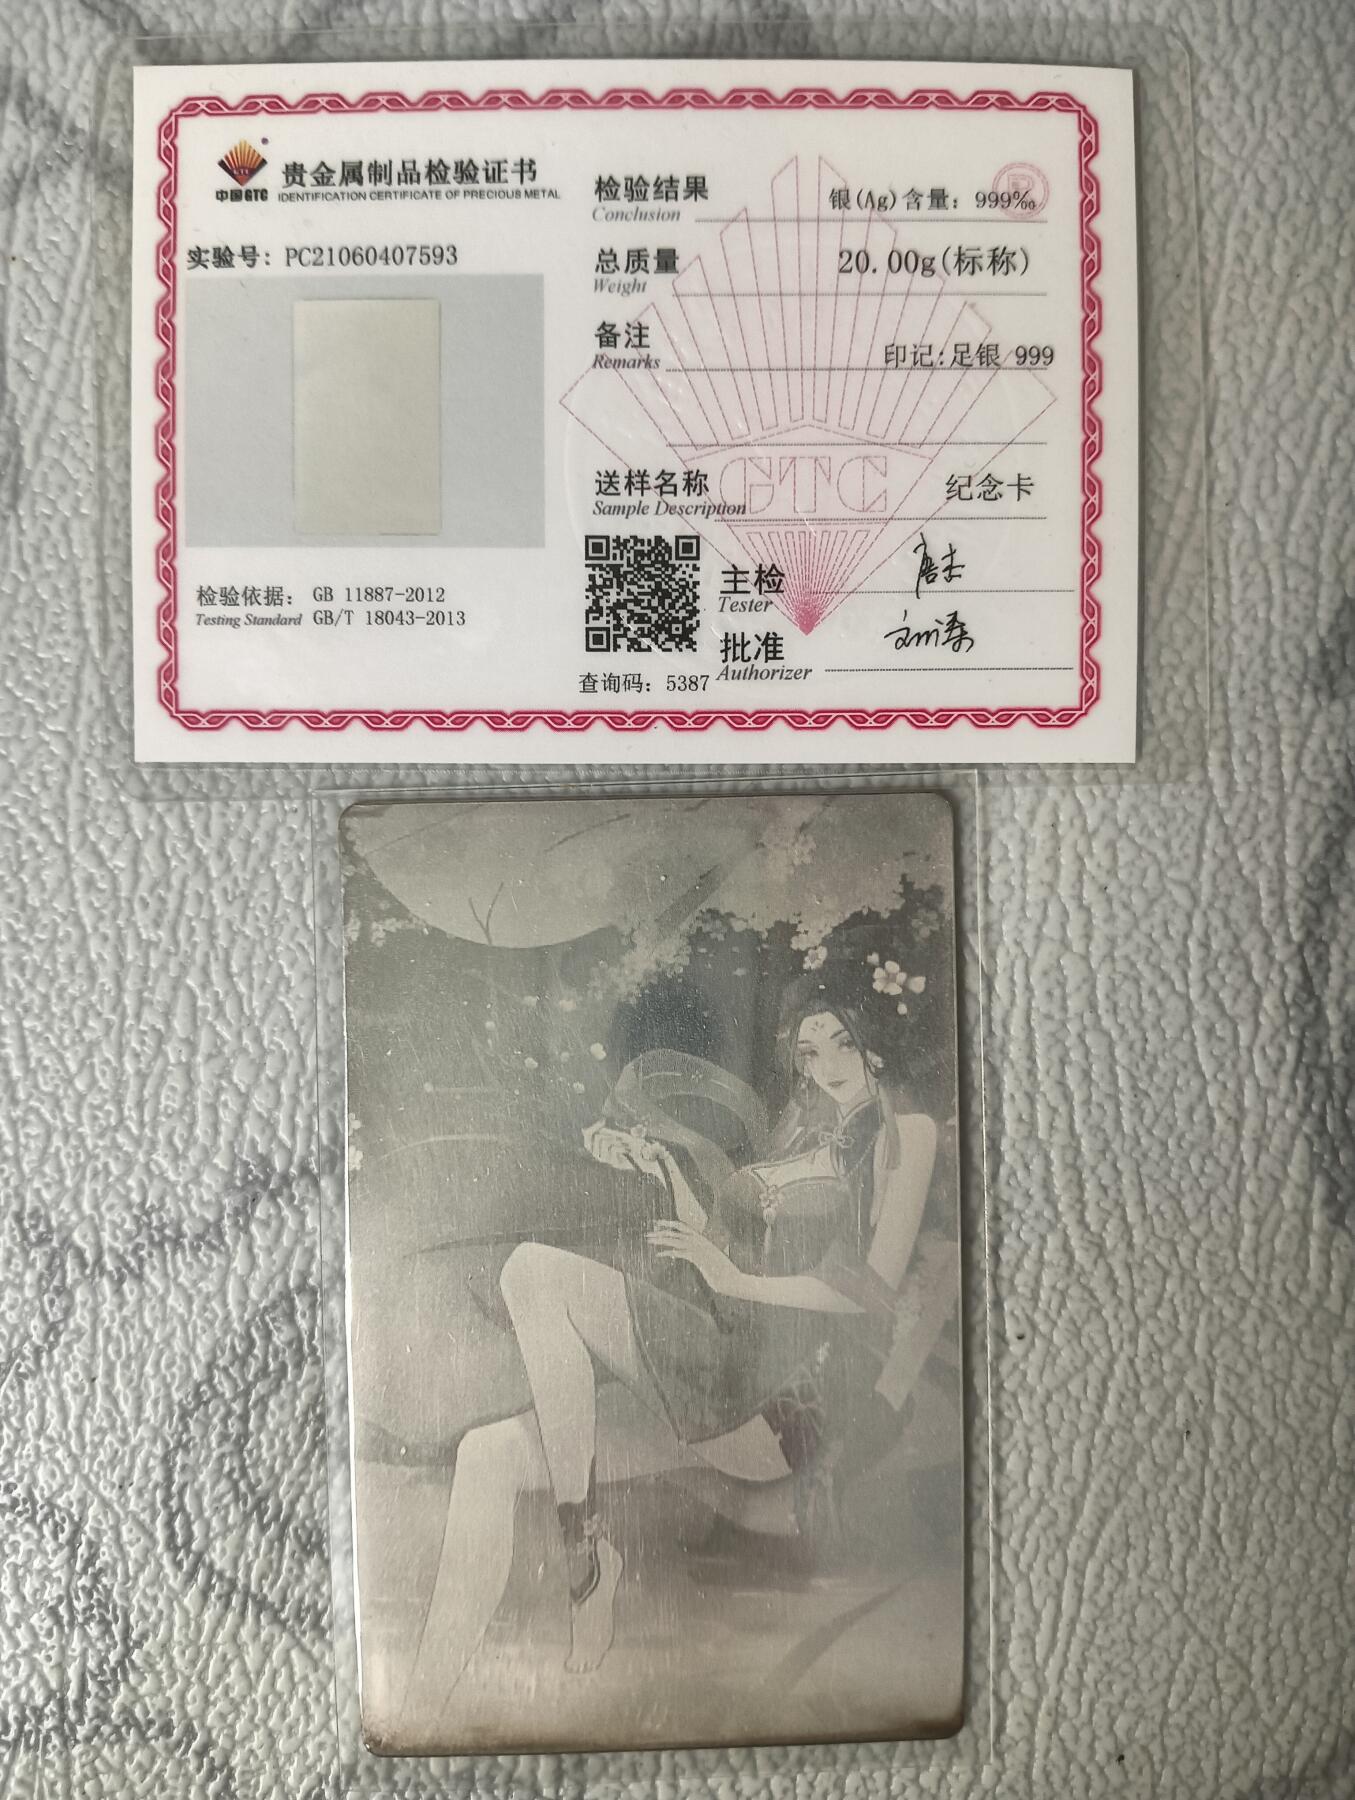 中国GTC
贵金属制品检验证书
IDENTIFICATION CERTIFICATE OF PRECIOUS METAL
实验号: PC21060407593
检验依据: GB 11887-2012
Testing Standard GB/T 18043-2013
检验结果 银(Ag)含量: 999‰
Conclusion
总质量 20.00g(标称)
Weight
备注
Remarks 印记:足银 999
GTC
送样名称 纪念卡
Sample Description
主检
Tester
批准
Authorizer
查询码: 5387